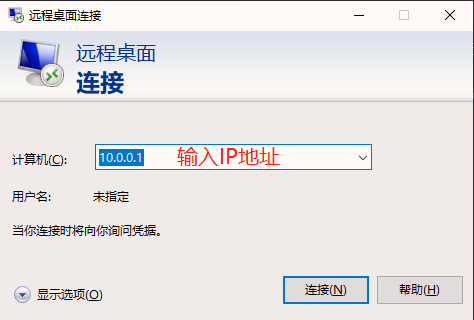 远程桌面连接
远程桌面
连接
计算机(C): 10.0.0.1 输入IP地址
用户名: 未指定
当你连接时将向你询问凭据。
显示选项(O) 连接(N) 帮助(H)